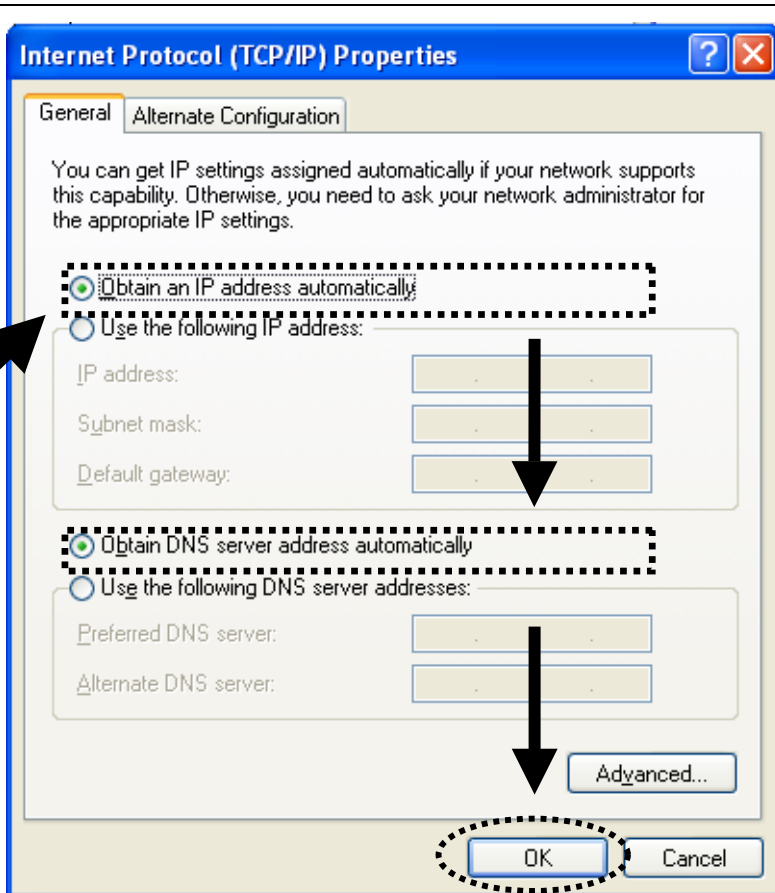 Internet Protocol (TCP/IP) Properties
General
Alternate Configuration
You can get IP settings assigned automatically if your network supports
this capability. Otherwise, you need to ask your network administrator for
the appropriate IP settings.
Obtain an IP address automatically
Use the following IP address:
IP address:
Subnet mask:
Default gateway:
Obtain DNS server address automatically
Use the following DNS server addresses:
Preferred DNS server:
Alternate DNS server:
Advanced...
OK
Cancel